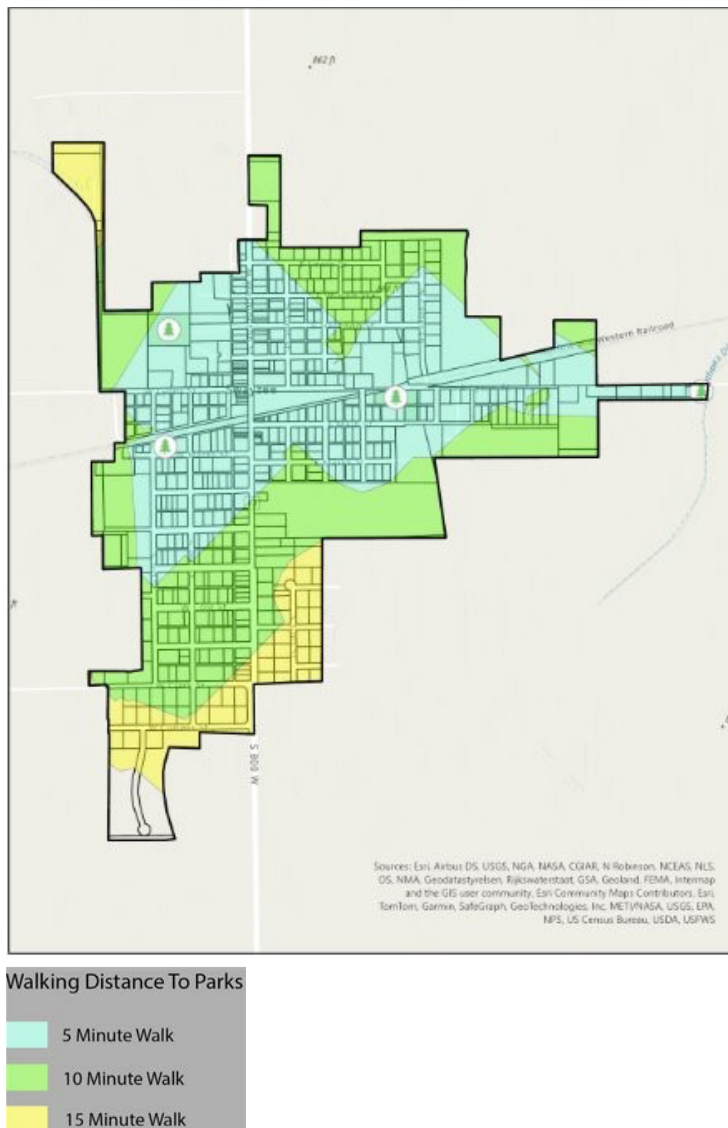 862 ft
Western Railroad
S 800 W
Sources: Esri, Airbus DS, USGS, NGA, NASA, CGIAR, N Robinson, NCEAS, NLS,
OS, NMA, Geodatastyrelsen, Rijkswaterstaat, GSA, Geoland, FEMA, Intermap
and the GIS user community, Esri Community Maps Contributors, Esri,
TomTom, Garmin, SafeGraph, GeoTechnologies, Inc, METI/NASA, USGS, EPA,
NPS, US Census Bureau, USDA, USFWS
Walking Distance To Parks
5 Minute Walk
10 Minute Walk
15 Minute Walk